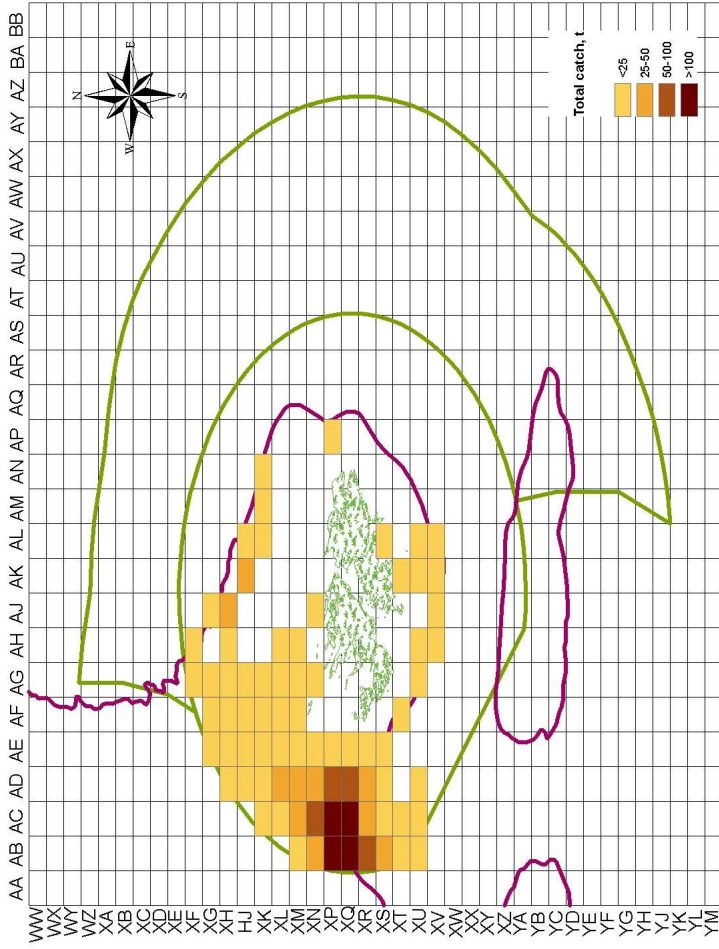 AA AB AC AD AE AF AG AH AJ AK AL AM AN AP AQ AR AS AT AU AV AW AX AY AZ BA BB
WW
WX
WY
WZ
XA
XB
XC
XD
XE
XF
XG
XH
HJ
XK
XL
XM
XN
XP
XQ
XR
XS
XT
XU
XV
XW
XX
XY
XZ
YA
YB
YC
YD
YE
YF
YG
YH
YJ
YK
YL
YM
N
W
E
S
Total catch, t
<25
25-50
50-100
>100